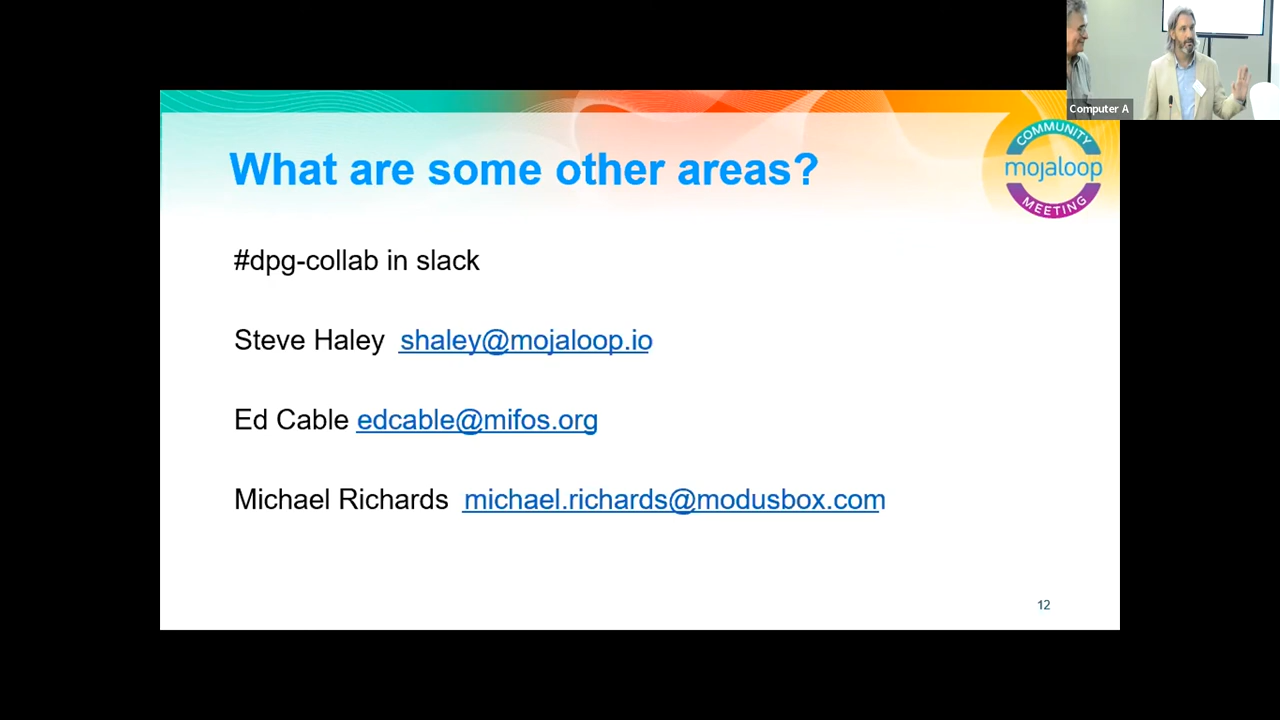 Computer A
COMMUNITY
mojaloop
MEETING
What are some other areas?
#dpg-collab in slack
Steve Haley shaley@mojaloop.io
Ed Cable edcable@mifos.org
Michael Richards michael.richards@modusbox.com
12